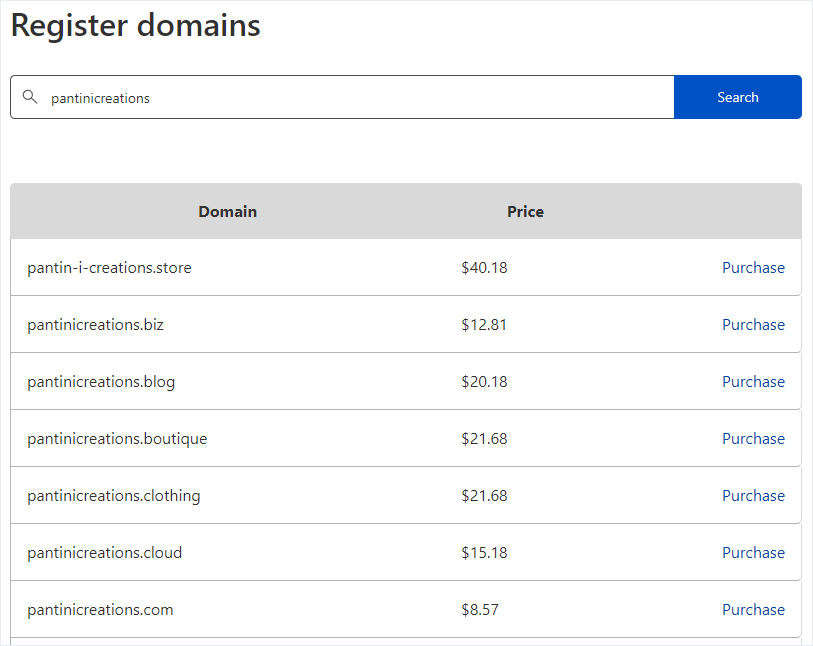 Register domains
pantinicreations
Search
Domain Price
pantin-i-creations.store $40.18 Purchase
pantinicreations.biz $12.81 Purchase
pantinicreations.blog $20.18 Purchase
pantinicreations.boutique $21.68 Purchase
pantinicreations.clothing $21.68 Purchase
pantinicreations.cloud $15.18 Purchase
pantinicreations.com $8.57 Purchase